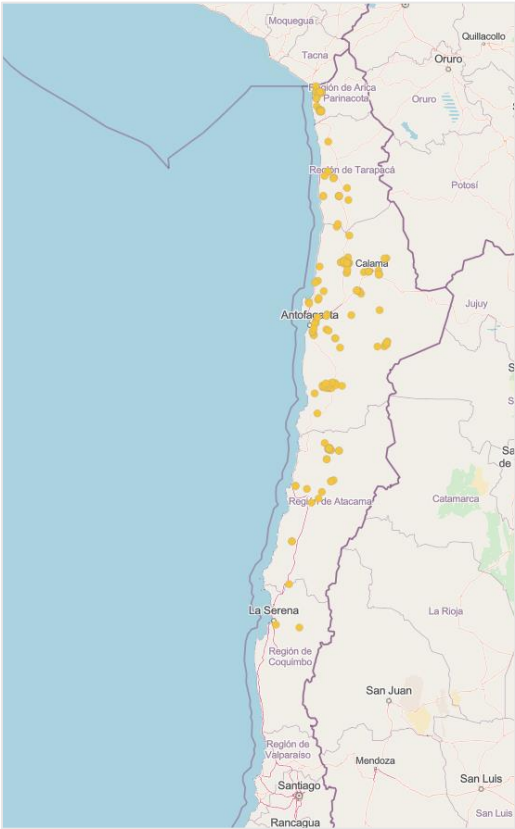 Moquegua
Quillacollo
Tacna
Oruro
Región de Arica
Parinacota
Oruro
Región de Tarapacá
Potosí
Calama
Jujuy
Antofagasta
S
S
Sa
de
Catamarca
Región de Atacama
La Serena
La Rioja
Región de
Coquimbo
San Juan
Región de
Valparaíso
Mendoza
Santiago
San Luis
Rancagua
San Luis